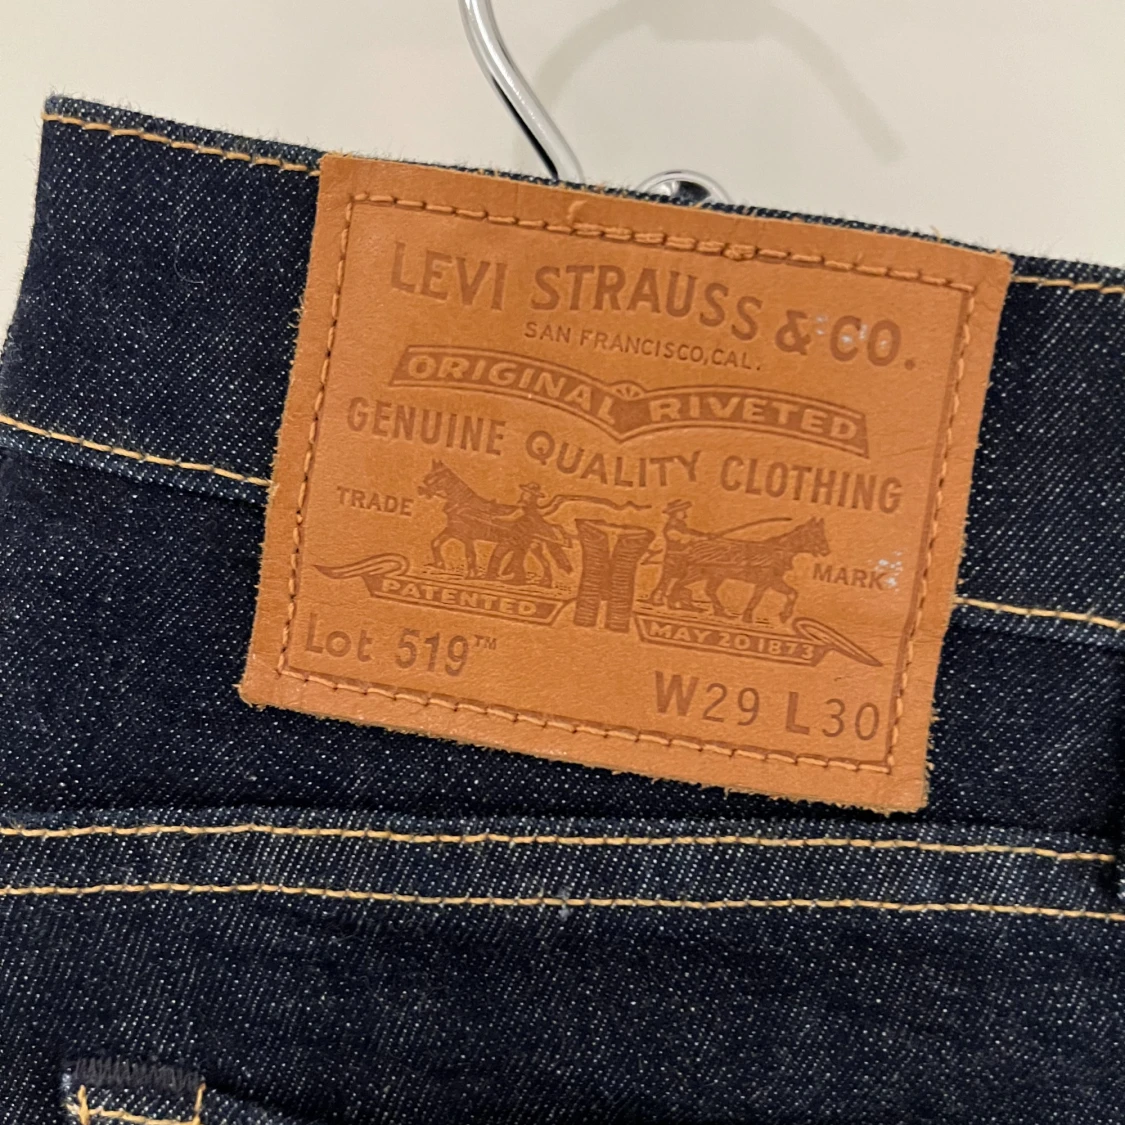 LEVI STRAUSS & CO.
SAN FRANCISCO, CAL.
ORIGINAL RIVETED
GENUINE QUALITY CLOTHING
TRADE MARK
PATENTED MAY 20 1873
Lot 519™
W29 L30